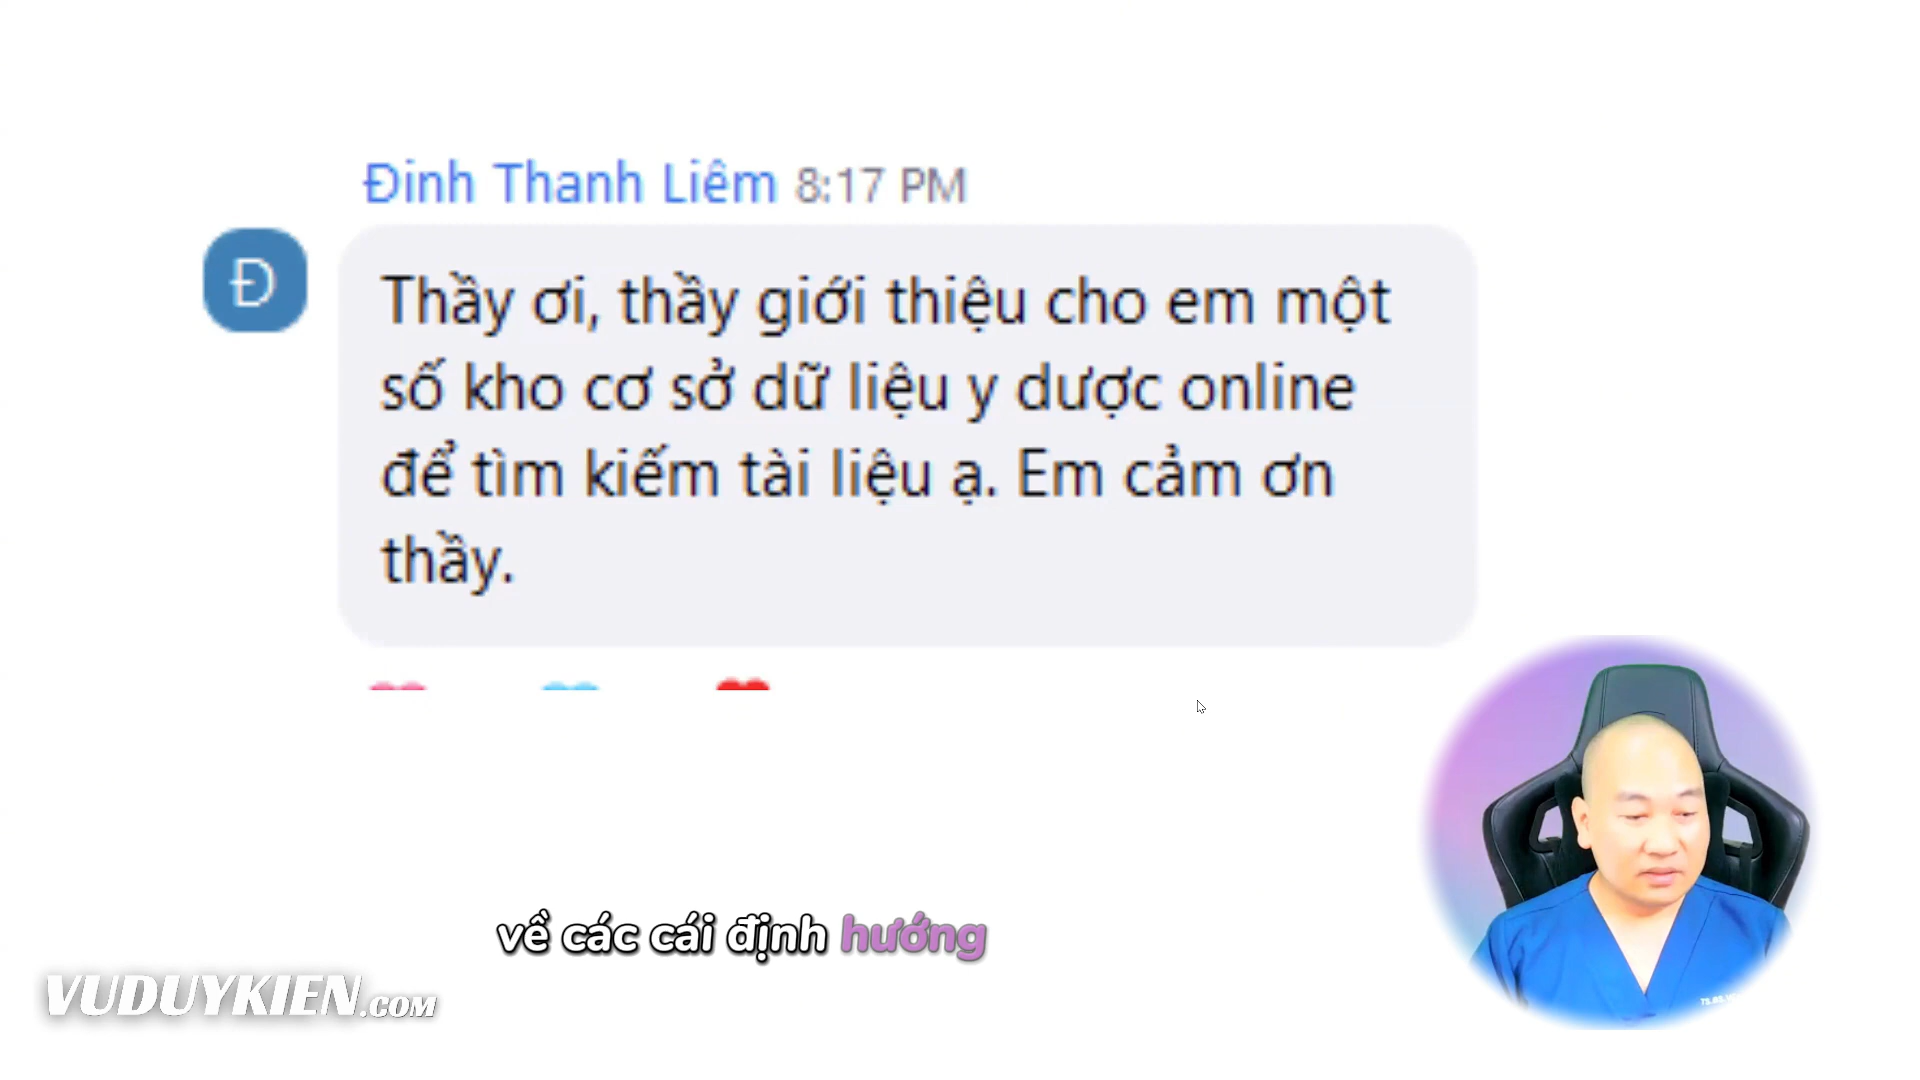 Đinh Thanh Liêm 8:17 PM
Đ
Thầy ơi, thầy giới thiệu cho em một
số kho cơ sở dữ liệu y dược online
để tìm kiếm tài liệu ạ. Em cảm ơn
thầy.
về các cái định hướng
VUDUYKIEN.COM